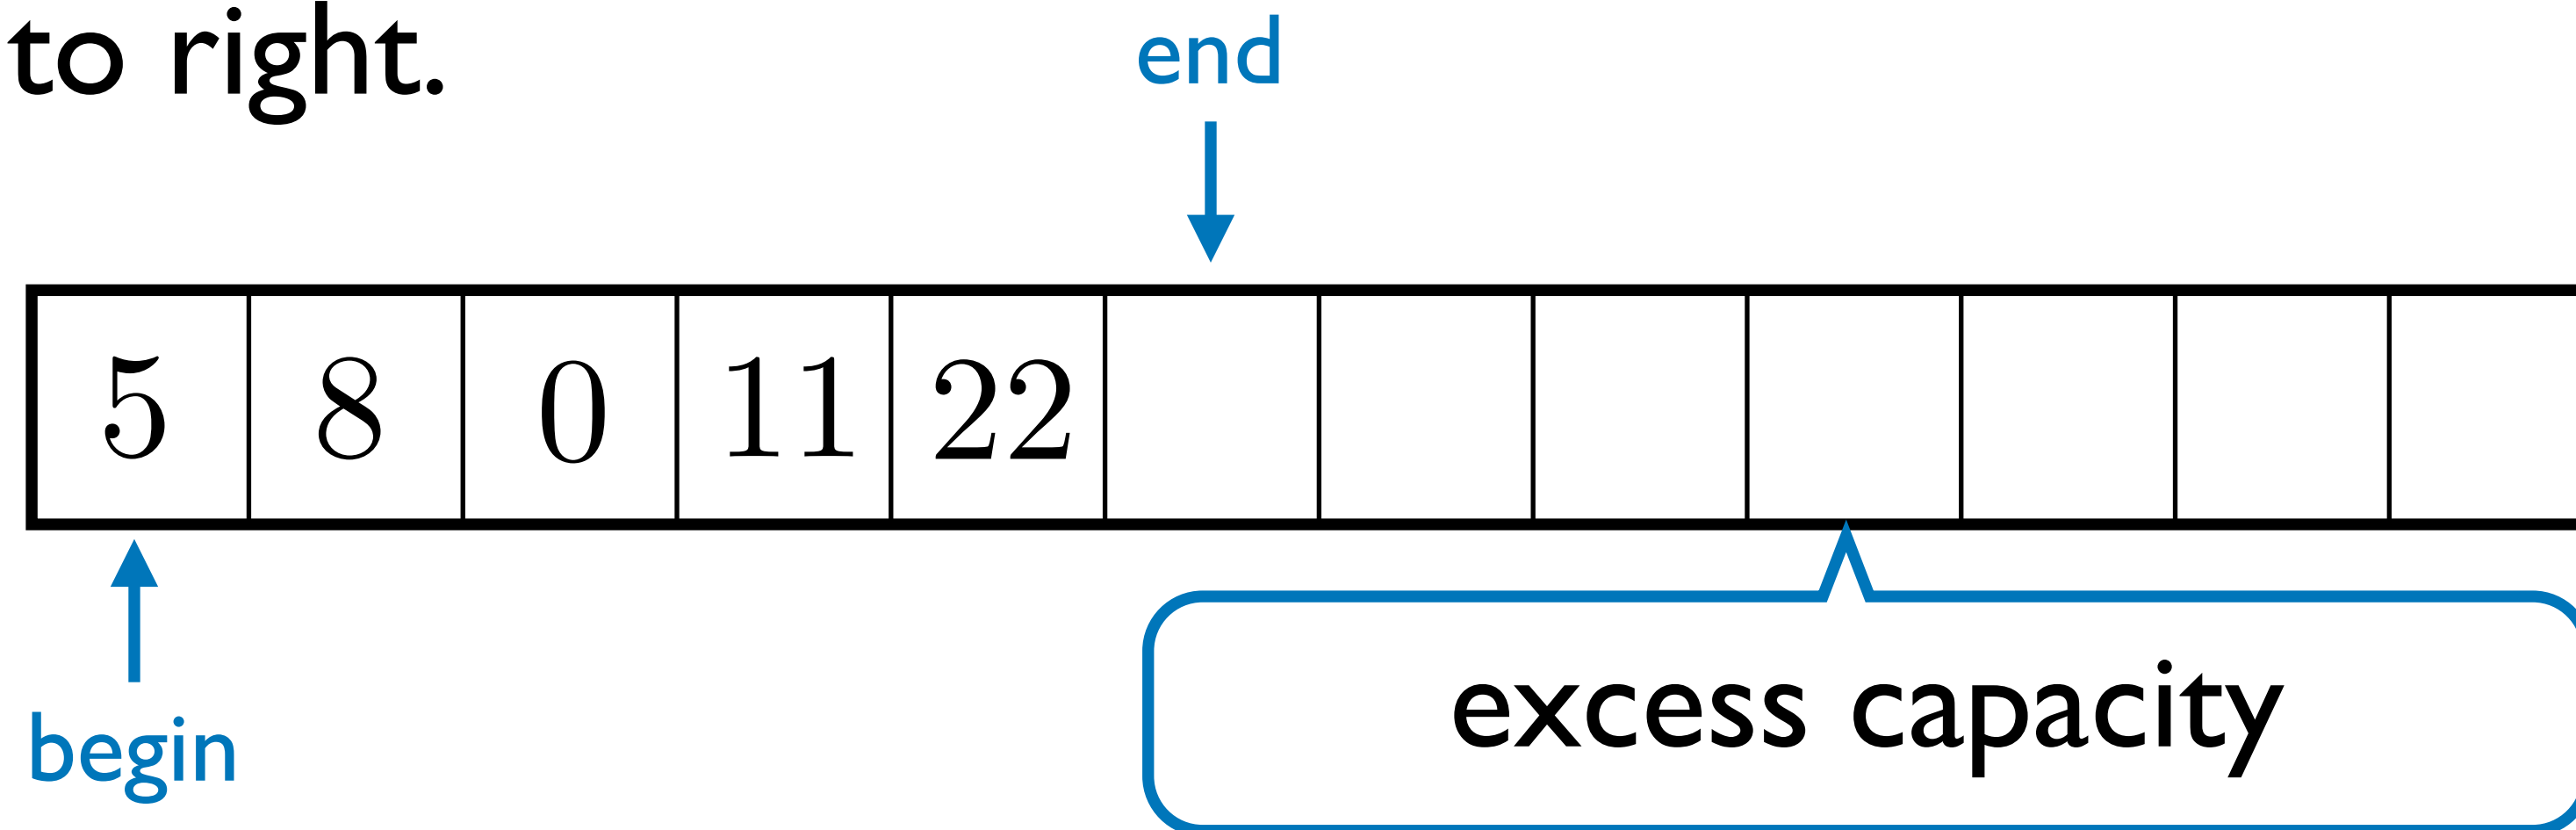 to right.
end
5 8 0 11 22
begin
excess capacity